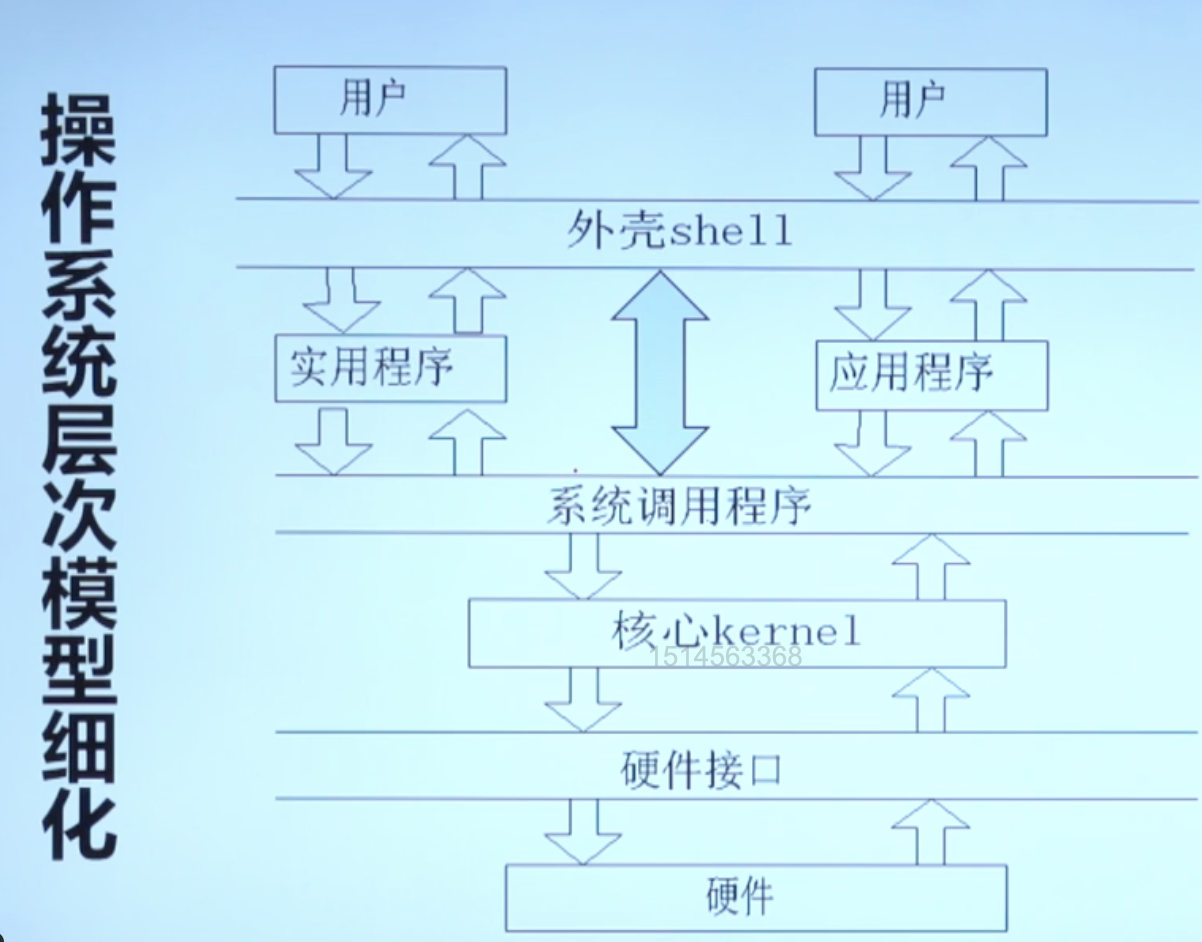 操作系统层次模型细化
用户
用户
外壳shell
实用程序
应用程序
系统调用程序
核心kernel
1514563368
硬件接口
硬件